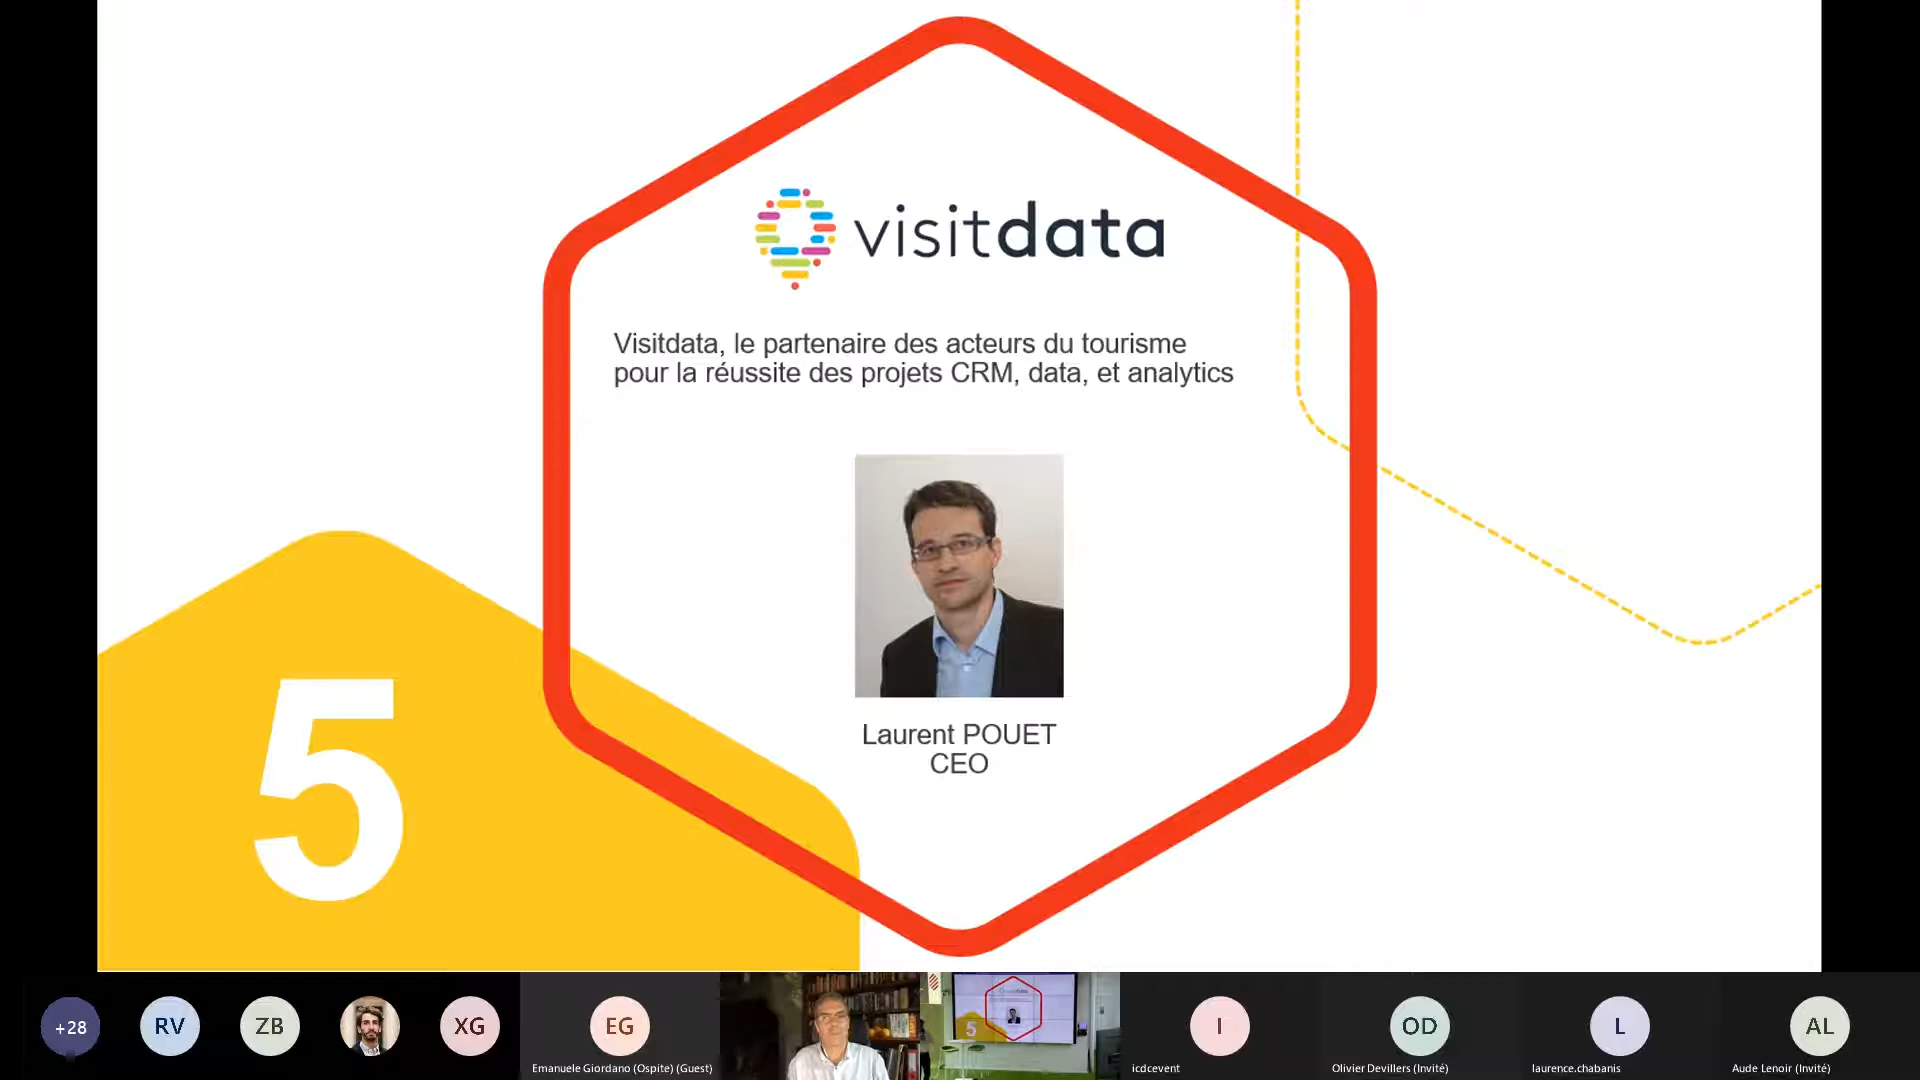 visitdata
Visitdata, le partenaire des acteurs du tourisme
pour la réussite des projets CRM, data, et analytics
Laurent POUET
CEO
5
+28
RV
ZB
XG
EG
Emanuele Giordano (Ospite) (Guest)
5
I
icdcevent
OD
Olivier Devillers (Invité)
L
laurence.chabanis
AL
Aude Lenoir (Invité)